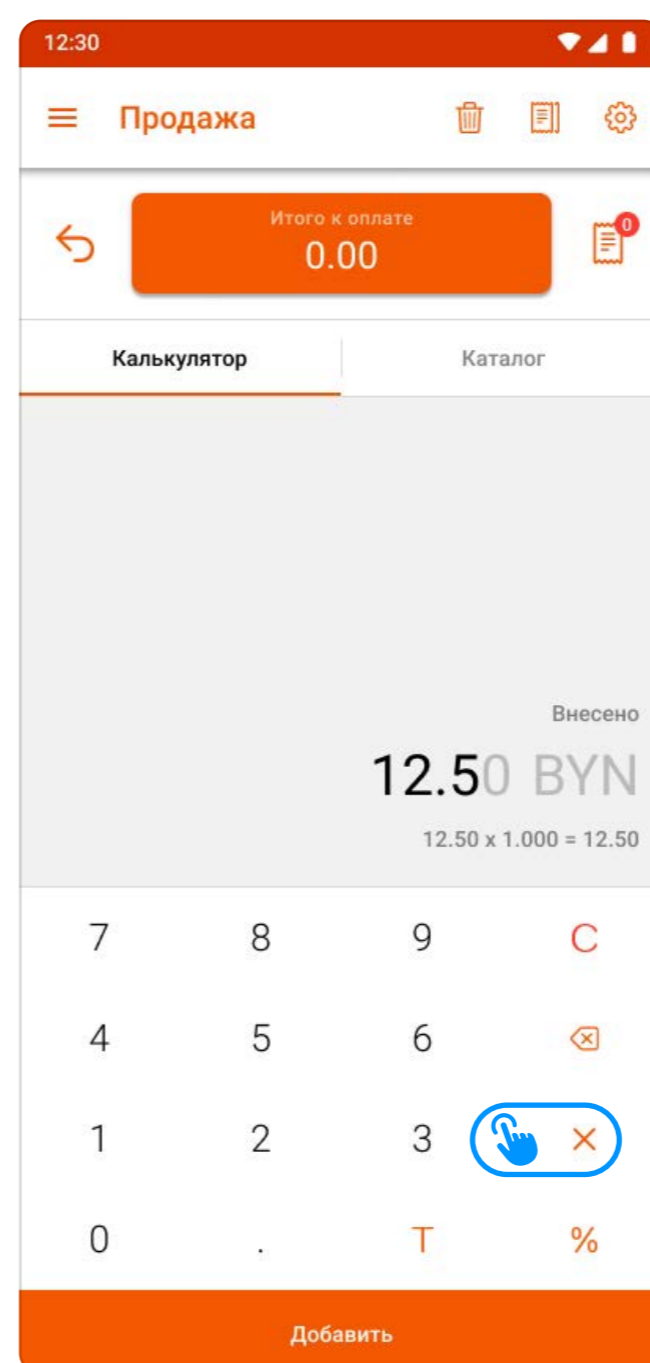 12:30
Продажа
Итого к оплате
0.00
0
Калькулятор Каталог
Внесено
12.50 BYN
12.50 x 1.000 = 12.50
7 8 9 C
4 5 6
1 2 3 ×
0 . T %
Добавить